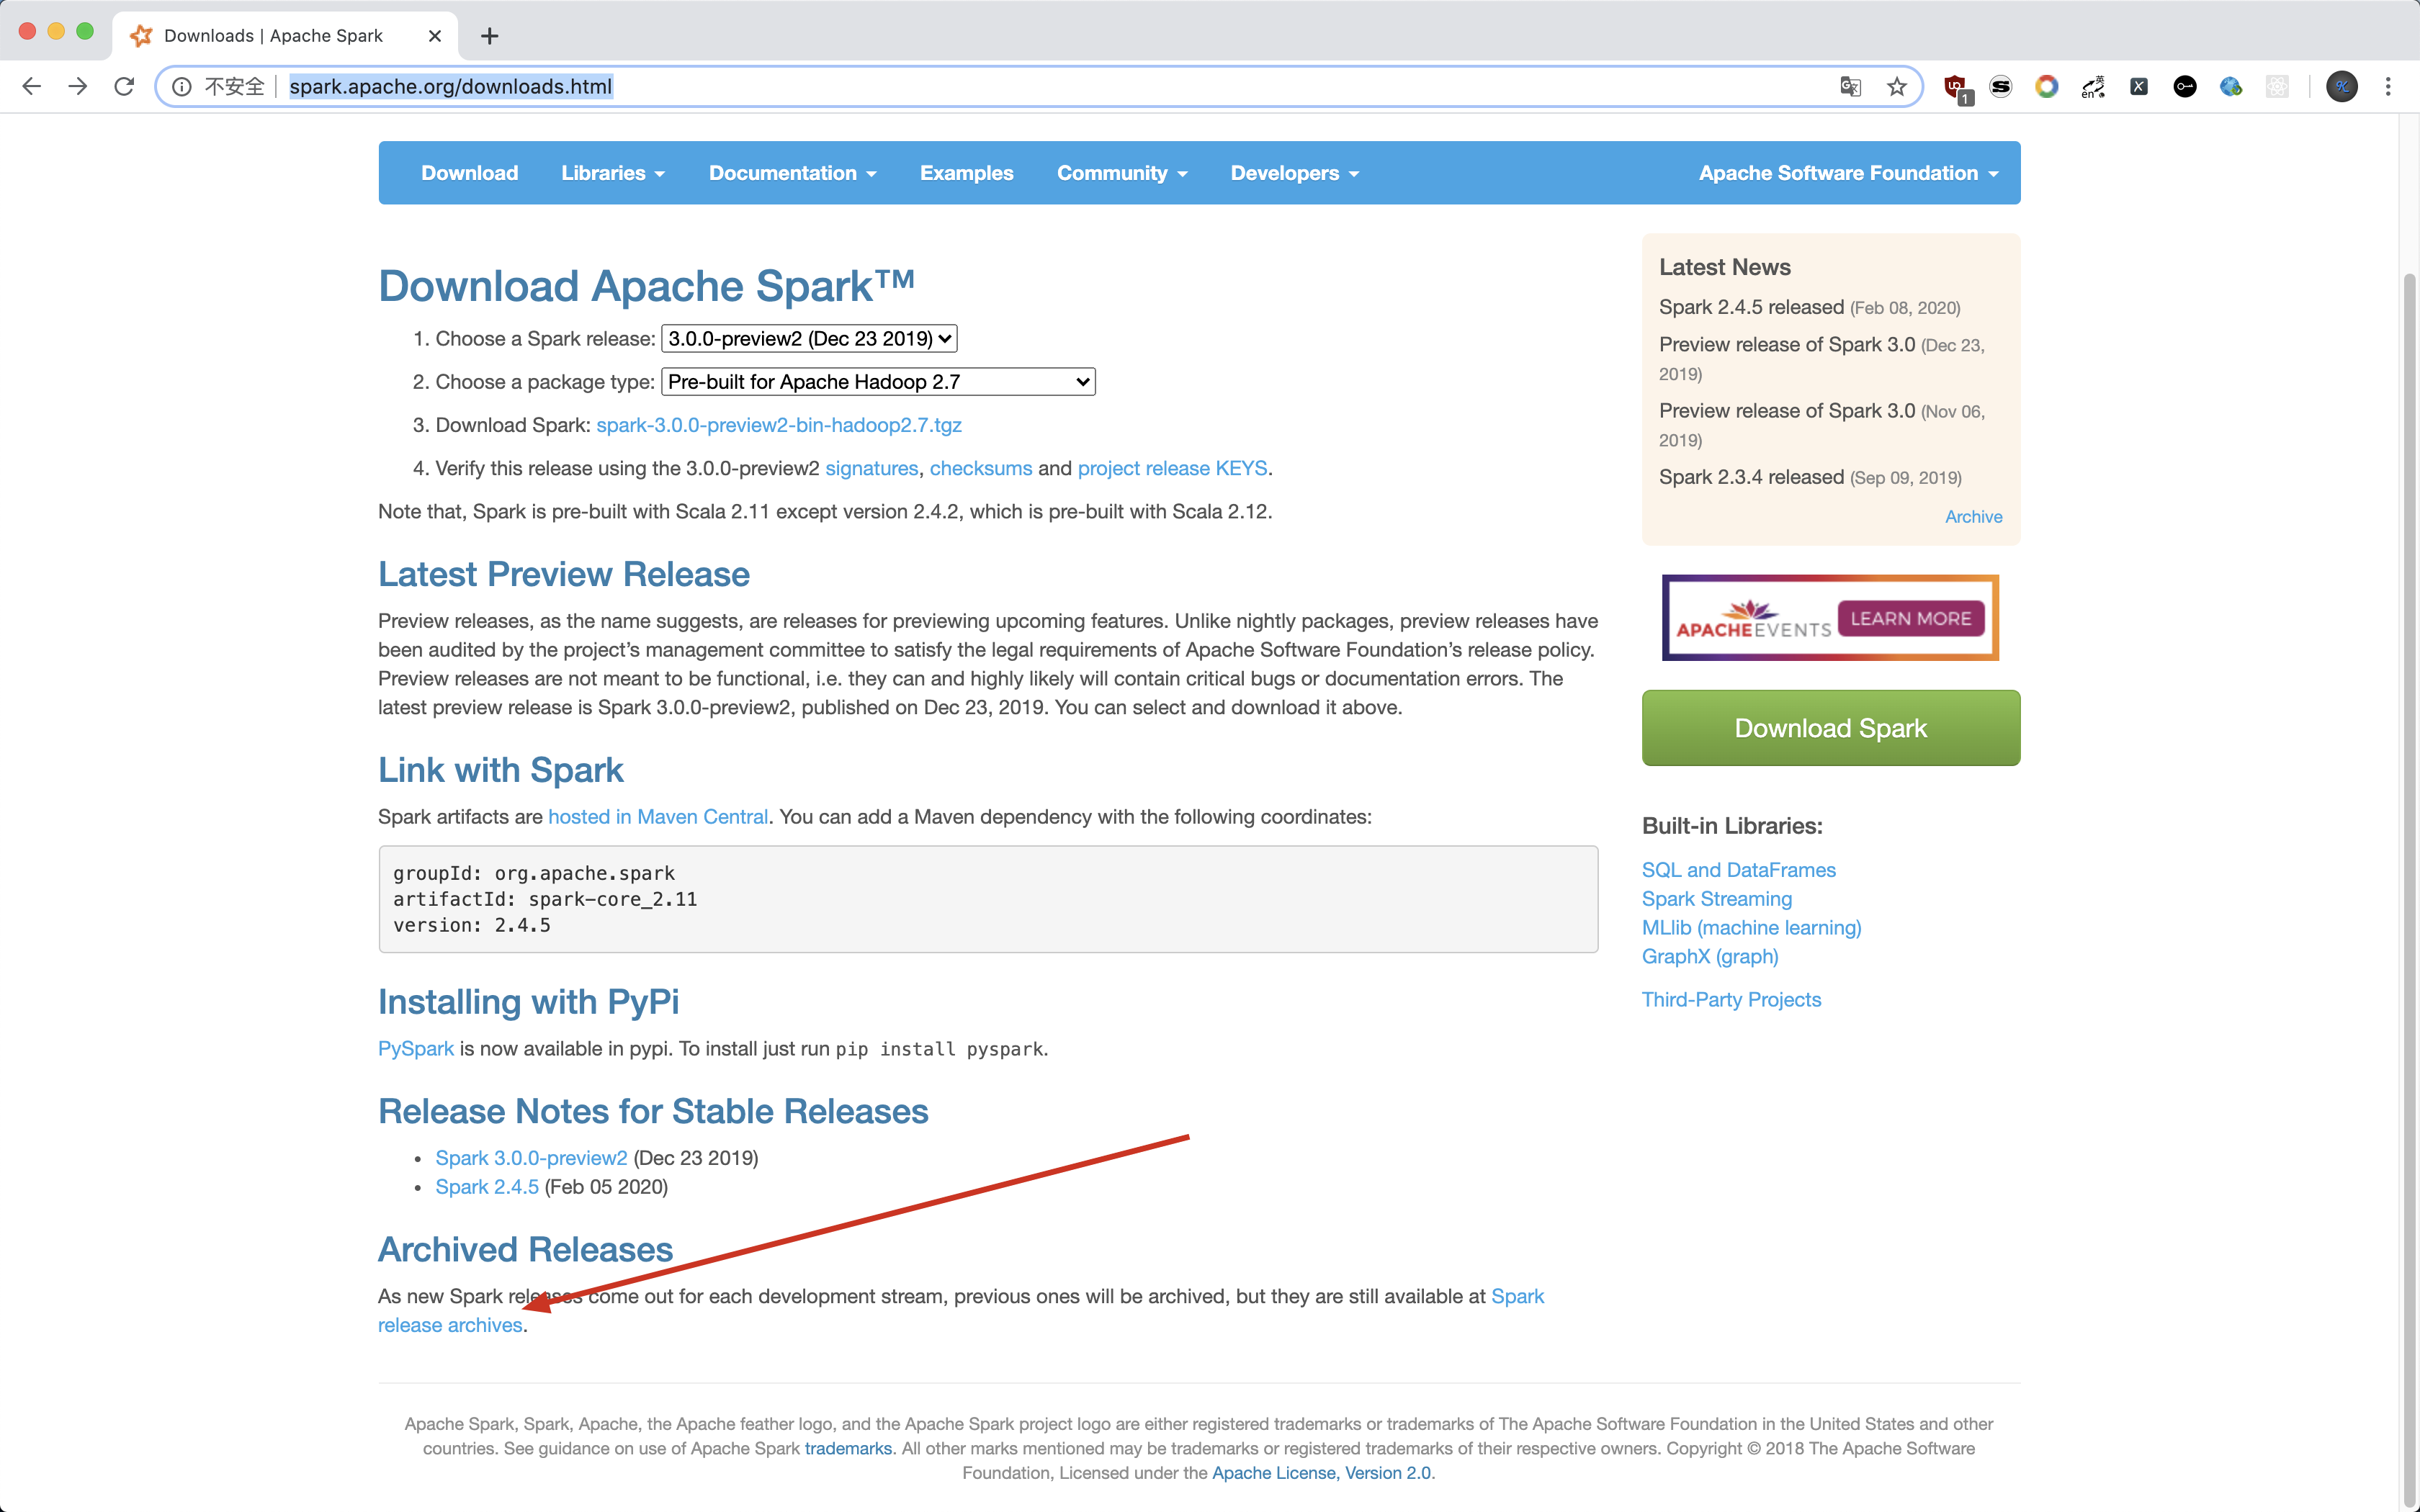 Downloads | Apache Spark
不安全 | spark.apache.org/downloads.html
1
英
en
Download Libraries Documentation Examples Community Developers Apache Software Foundation
Download Apache Spark™
1. Choose a Spark release: 3.0.0-preview2 (Dec 23 2019)
2. Choose a package type: Pre-built for Apache Hadoop 2.7
3. Download Spark: spark-3.0.0-preview2-bin-hadoop2.7.tgz
4. Verify this release using the 3.0.0-preview2 signatures, checksums and project release KEYS.
Note that, Spark is pre-built with Scala 2.11 except version 2.4.2, which is pre-built with Scala 2.12.
Latest Preview Release
Preview releases, as the name suggests, are releases for previewing upcoming features. Unlike nightly packages, preview releases have
been audited by the project’s management committee to satisfy the legal requirements of Apache Software Foundation’s release policy.
Preview releases are not meant to be functional, i.e. they can and highly likely will contain critical bugs or documentation errors. The
latest preview release is Spark 3.0.0-preview2, published on Dec 23, 2019. You can select and download it above.
Link with Spark
Spark artifacts are hosted in Maven Central. You can add a Maven dependency with the following coordinates:
groupId: org.apache.spark
artifactId: spark-core_2.11
version: 2.4.5
Installing with PyPi
PySpark is now available in pypi. To install just run pip install pyspark.
Release Notes for Stable Releases
• Spark 3.0.0-preview2 (Dec 23 2019)
• Spark 2.4.5 (Feb 05 2020)
Archived Releases
As new Spark releases come out for each development stream, previous ones will be archived, but they are still available at Spark
release archives.
Latest News
Spark 2.4.5 released (Feb 08, 2020)
Preview release of Spark 3.0 (Dec 23,
2019)
Preview release of Spark 3.0 (Nov 06,
2019)
Spark 2.3.4 released (Sep 09, 2019)
Archive
APACHEEVENTS LEARN MORE
Download Spark
Built-in Libraries:
SQL and DataFrames
Spark Streaming
MLlib (machine learning)
GraphX (graph)
Third-Party Projects
Apache Spark, Spark, Apache, the Apache feather logo, and the Apache Spark project logo are either registered trademarks or trademarks of The Apache Software Foundation in the United States and other
countries. See guidance on use of Apache Spark trademarks. All other marks mentioned may be trademarks or registered trademarks of their respective owners. Copyright © 2018 The Apache Software
Foundation, Licensed under the Apache License, Version 2.0.